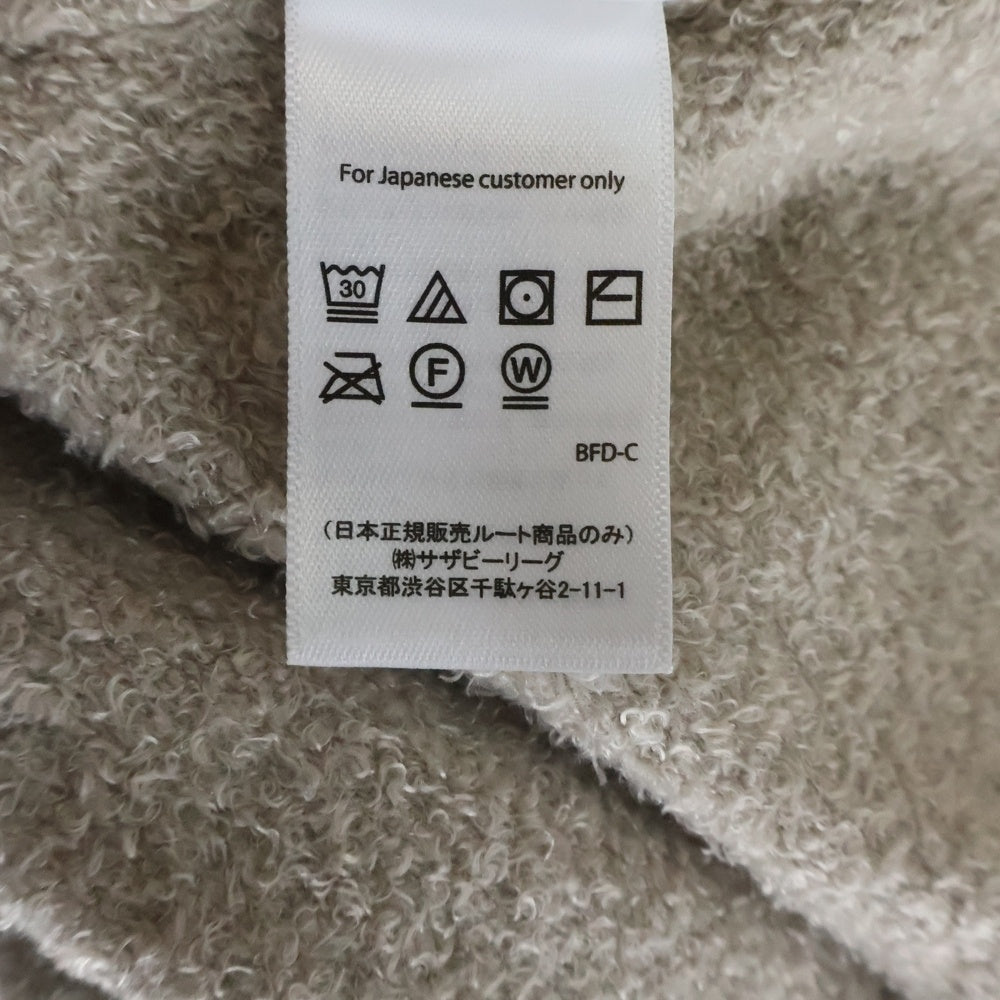 For Japanese customer only
30
F W
BFD-C
（日本正規販売ルート商品のみ）
㈱サザビーリーグ
東京都渋谷区千駄ヶ谷2-11-1